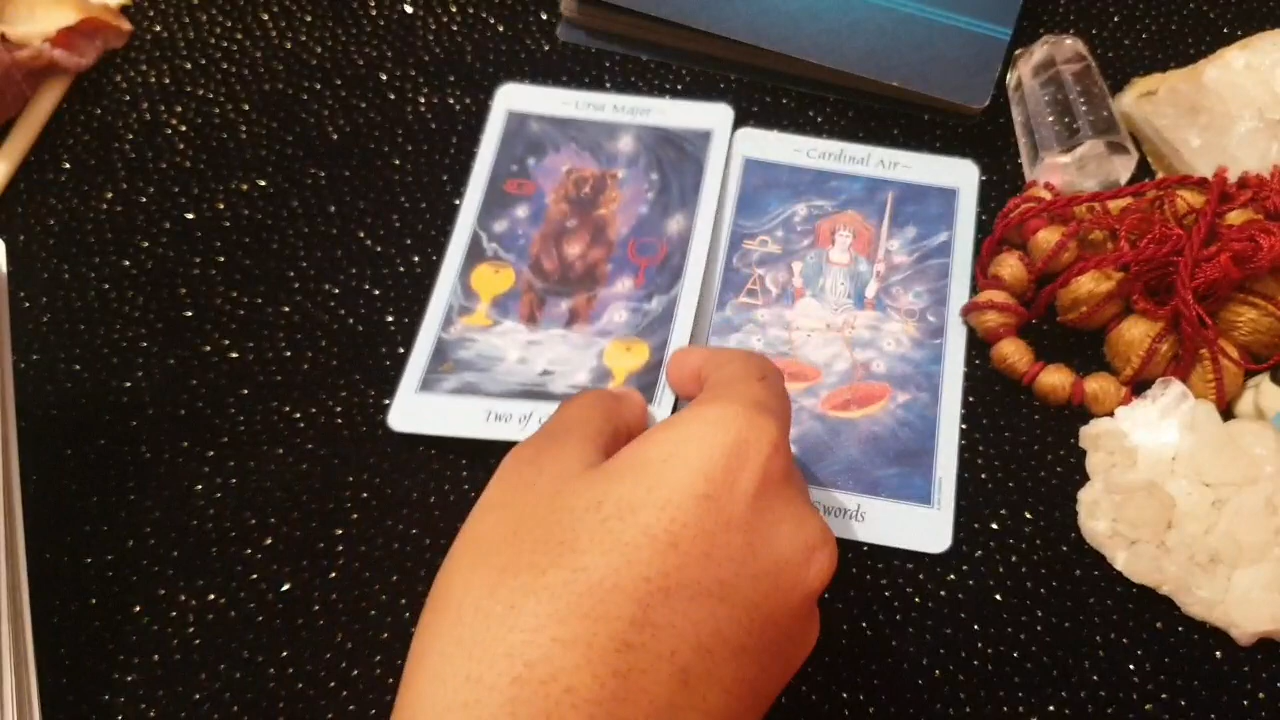 ~ Ursa Major ~
Two of
~ Cardinal Air ~
Swords